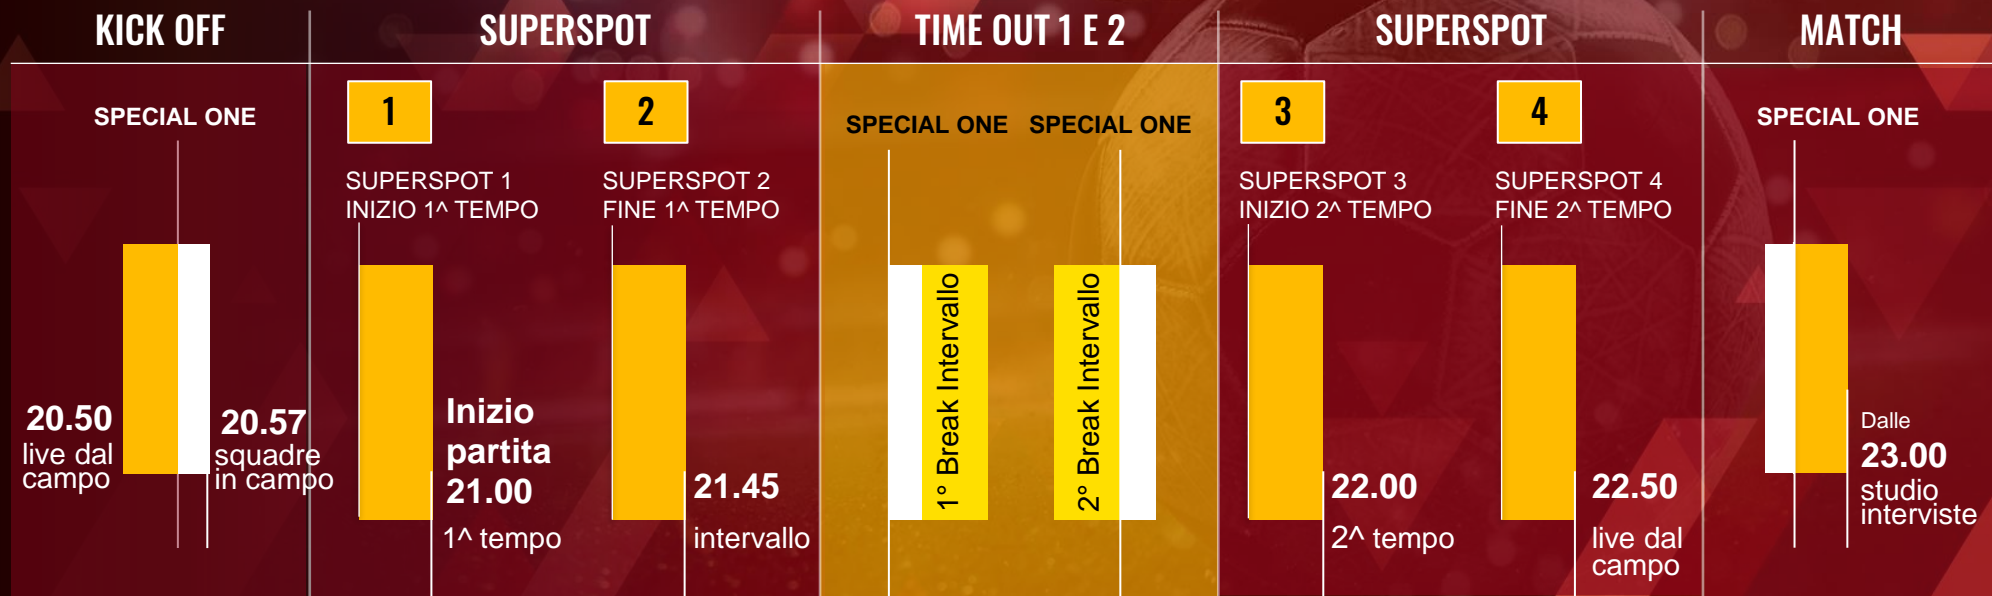 KICK OFF
SPECIAL ONE
20.50
live dal
campo
20.57
squadre
in campo
SUPERSPOT
1
SUPERSPOT 1
INIZIO 1^ TEMPO
Inizio
partita
21.00
1^ tempo
2
SUPERSPOT 2
FINE 1^ TEMPO
21.45
intervallo
TIME OUT 1 E 2
SPECIAL ONE
1° Break Intervallo
SPECIAL ONE
2° Break Intervallo
SUPERSPOT
3
SUPERSPOT 3
INIZIO 2^ TEMPO
22.00
2^ tempo
4
SUPERSPOT 4
FINE 2^ TEMPO
22.50
live dal
campo
MATCH
SPECIAL ONE
Dalle
23.00
studio
interviste